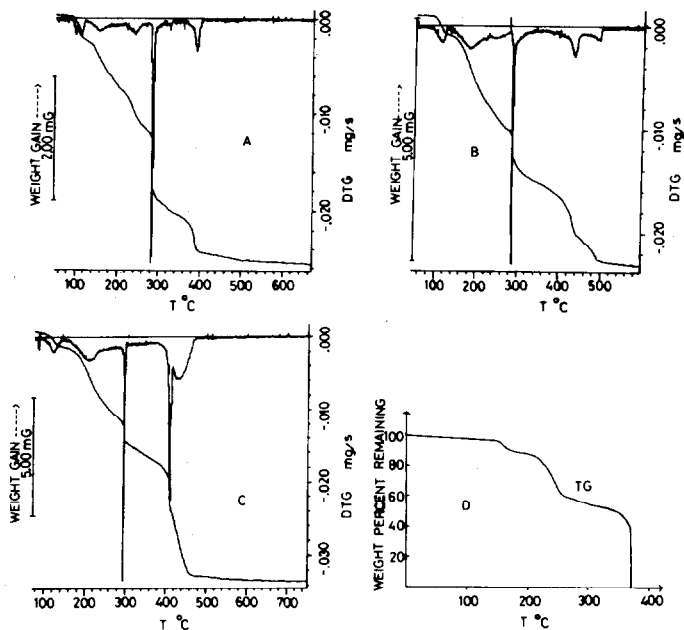 .000
-.010
-.020
WEIGHT GAIN ---->
2.00 mG
A
DTG mg/s
100 200 300 400 500 600
T °C
.000
-.010
-.020
WEIGHT GAIN ---->
5.00 mG
B
DTG mg/s
100 200 300 400 500
T °C
.000
-.010
-.020
-.030
WEIGHT GAIN ---->
5.00 mG
C
DTG mg/s
100 200 300 400 500 600 700
T °C
WEIGHT PERCENT REMAINING
100
80
60
40
20
D
TG
100 200 300 400
T °C